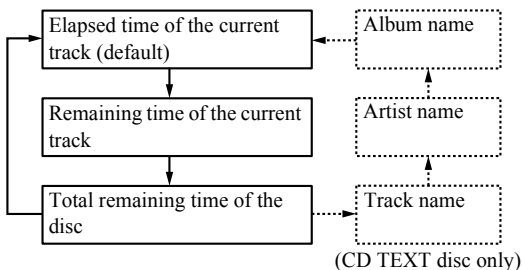 Elapsed time of the current
track (default)
Album name
Remaining time of the current
track
Artist name
Total remaining time of the
disc
Track name
(CD TEXT disc only)